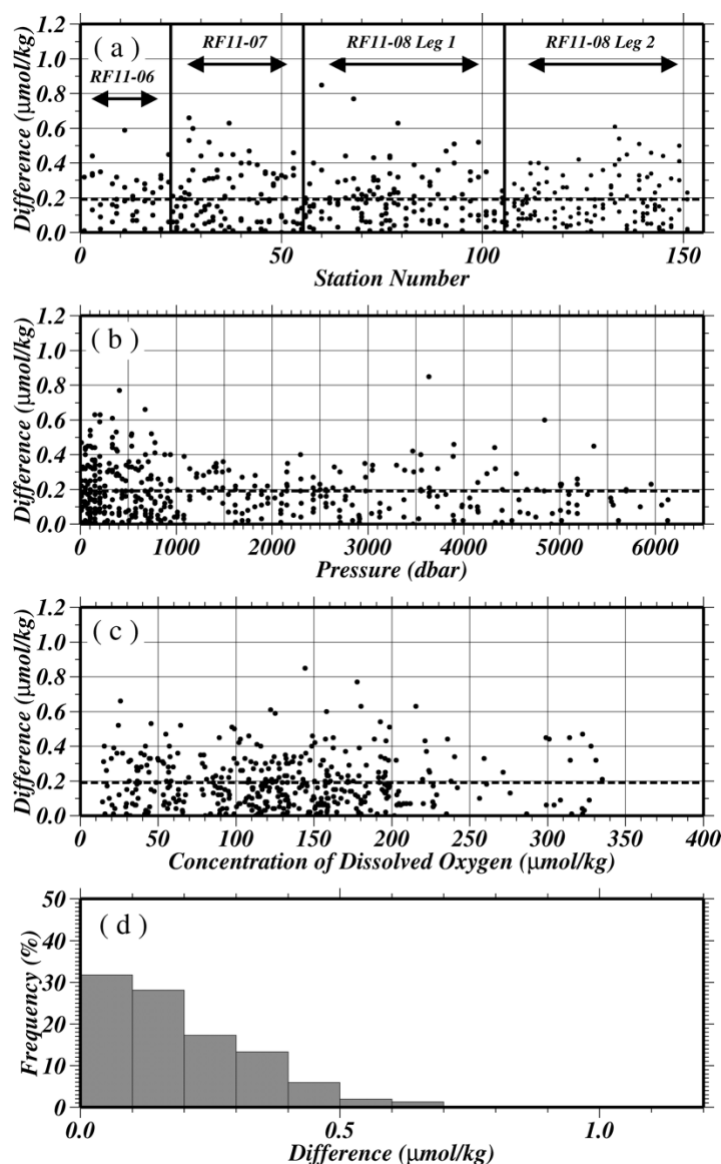 ( a )
RF11-06
RF11-07
RF11-08 Leg 1
RF11-08 Leg 2
Difference (μmol/kg)
1.2
1.0
0.8
0.6
0.4
0.2
0.0
0 50 100 150
Station Number
( b )
Difference (μmol/kg)
1.2
1.0
0.8
0.6
0.4
0.2
0.0
0 1000 2000 3000 4000 5000 6000
Pressure (dbar)
( c )
Difference (μmol/kg)
1.2
1.0
0.8
0.6
0.4
0.2
0.0
0 50 100 150 200 250 300 350 400
Concentration of Dissolved Oxygen (μmol/kg)
( d )
Frequency (%)
50
40
30
20
10
0
0.0 0.5 1.0
Difference (μmol/kg)